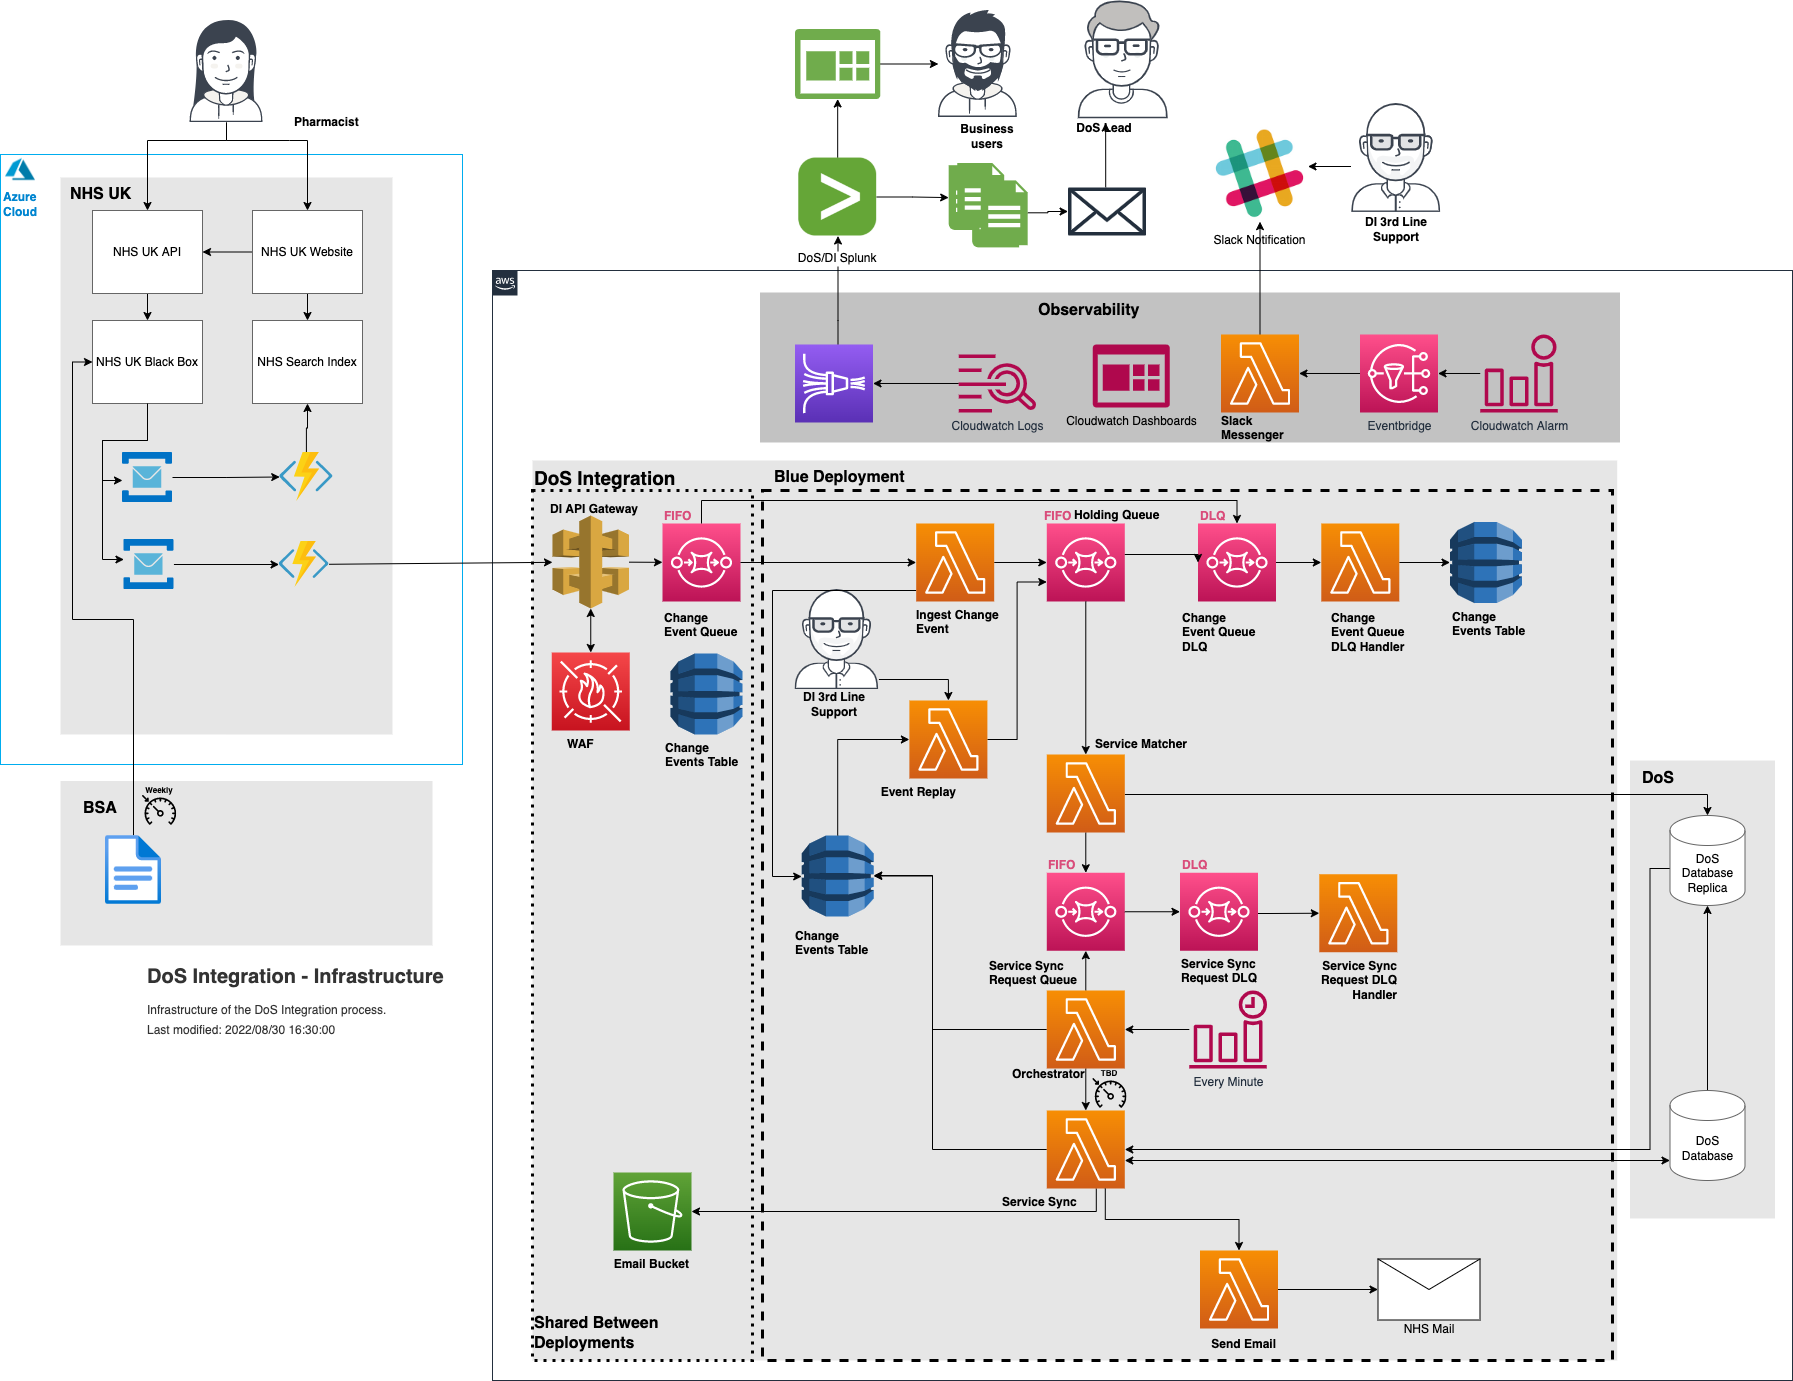 Pharmacist
Azure
Cloud
NHS UK
NHS UK API
NHS UK Website
NHS UK Black Box
NHS Search Index
BSA
Weekly
DoS Integration - Infrastructure
Infrastructure of the DoS Integration process.
Last modified: 2022/08/30 16:30:00
Business
users
DoS Lead
DoS/DI Splunk
Slack Notification
DI 3rd Line
Support
aws
Observability
Cloudwatch Logs
Cloudwatch Dashboards
Slack
Messenger
Eventbridge
Cloudwatch Alarm
DoS Integration
Blue Deployment
DI API Gateway
FIFO
Change
Event Queue
WAF
Change
Events Table
Ingest Change
Event
FIFO
Holding Queue
DLQ
Change
Event Queue
DLQ
Change
Event Queue
DLQ Handler
Change
Events Table
DI 3rd Line
Support
Event Replay
Service Matcher
Change
Events Table
FIFO
Service Sync
Request Queue
DLQ
Service Sync
Request DLQ
Service Sync
Request DLQ
Handler
Orchestrator
TBD
Every Minute
Service Sync
Email Bucket
Send Email
NHS Mail
Shared Between
Deployments
DoS
DoS
Database
Replica
DoS
Database